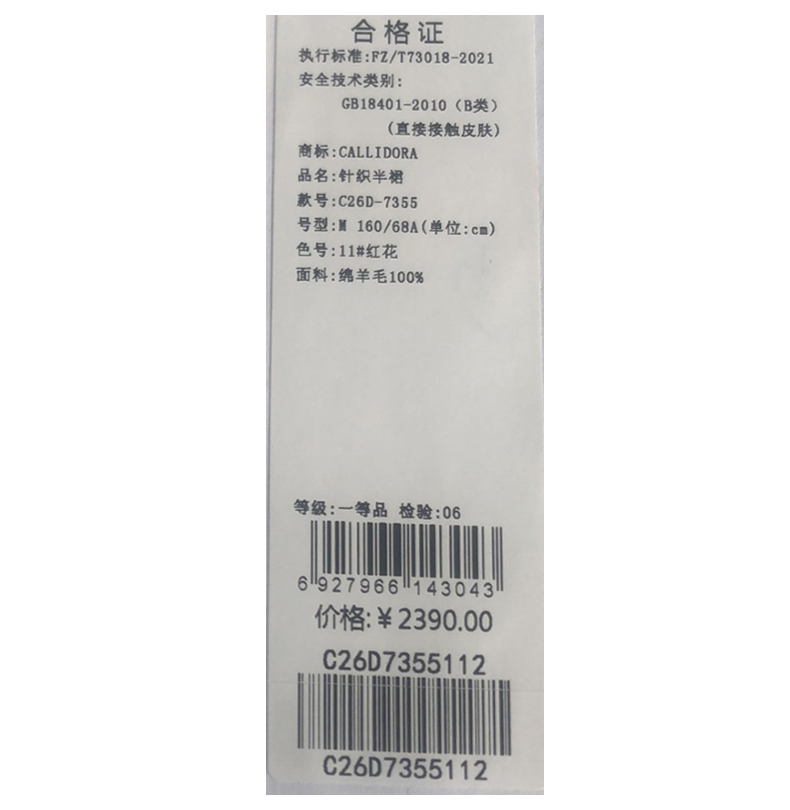 合格证
执行标准:FZ/T73018-2021
安全技术类别:
GB18401-2010（B类）
(直接接触皮肤)
商标:CALLIDORA
品名:针织半裙
款号:C26D-7355
号型:M 160/68A(单位:cm)
色号:11#红花
面料:绵羊毛100%
等级:一等品 检验:06
6 927966 143043
价格:￥2390.00
C26D7355112
C26D7355112